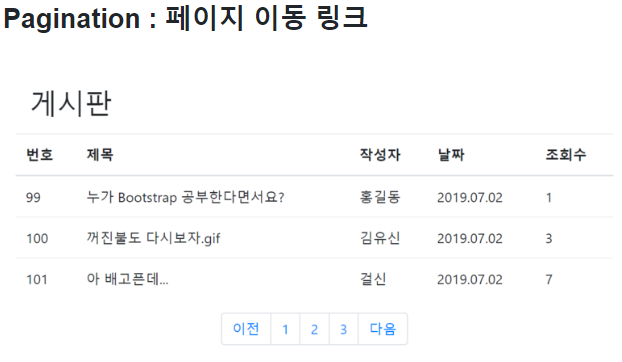 Pagination : 페이지 이동 링크
게시판
번호 제목 작성자 날짜 조회수
99 누가 Bootstrap 공부한다면서요? 홍길동 2019.07.02 1
100 꺼진불도 다시보자.gif 김유신 2019.07.02 3
101 아 배고픈데... 걸신 2019.07.02 7
이전 1 2 3 다음